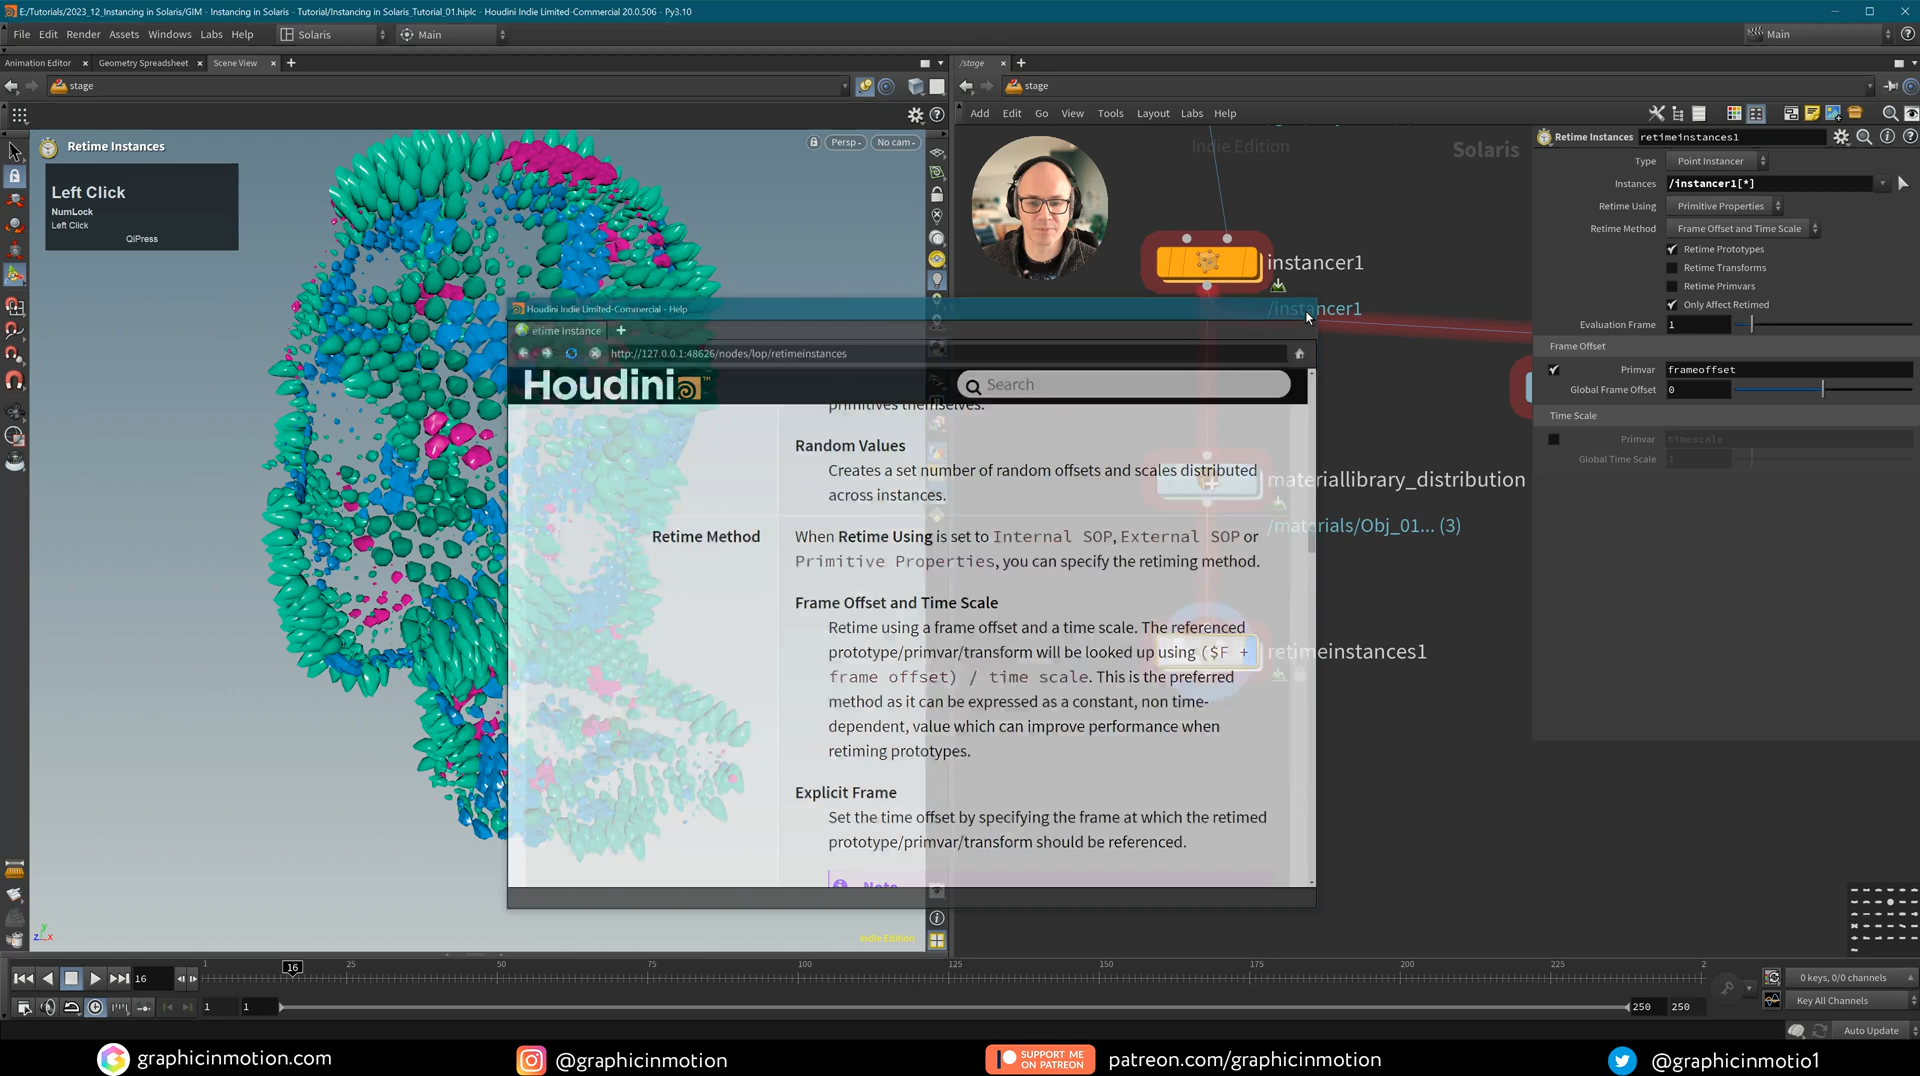 E:/Tutorials/2023_12_Instancing in Solaris/GIM - Instancing in Solaris - Tutorial/Instancing in Solaris_Tutorial_01.hiplc - Houdini Indie Limited-Commercial 20.0.506 - Py3.10
File Edit Render Assets Windows Labs Help Solaris Main Main
Animation Editor Geometry Spreadsheet Scene View
/stage
stage
stage
Add Edit Go View Tools Layout Labs Help
Retime Instances
Persp
No cam
Left Click
NumLock
Left Click
QiPress
Indie Edition
Solaris
instancer1
/instancer1
materiallibrary_distribution
/materials/Obj_01... (3)
retimeinstances1
Retime Instances retimeinstances1
Type Point Instancer
Instances /instancer1[*]
Retime Using Primitive Properties
Retime Method Frame Offset and Time Scale
Retime Prototypes
Retime Transforms
Retime Primvars
Only Affect Retimed
Evaluation Frame 1
Frame Offset
Primvar frameoffset
Global Frame Offset 0
Time Scale
Primvar timescale
Global Time Scale 1
Houdini Indie Limited-Commercial - Help
etime Instance
http://127.0.0.1:48626/nodes/lop/retimeinstances
Houdini
Search
primitives themselves.
Random Values
Creates a set number of random offsets and scales distributed
across instances.
Retime Method
When Retime Using is set to Internal SOP, External SOP or
Primitive Properties, you can specify the retiming method.
Frame Offset and Time Scale
Retime using a frame offset and a time scale. The referenced
prototype/primvar/transform will be looked up using ($F +
frame offset) / time scale. This is the preferred
method as it can be expressed as a constant, non time-
dependent, value which can improve performance when
retiming prototypes.
Explicit Frame
Set the time offset by specifying the frame at which the retimed
prototype/primvar/transform should be referenced.
Note
Indie Edition
z x y
16 1 16 25 50 75 100 125 150 175 200 225 2
0 keys, 0/0 channels
1 1 250 250
Key All Channels
Auto Update
graphicinmotion.com
@graphicinmotion
SUPPORT ME
ON PATREON
patreon.com/graphicinmotion
@graphicinmotio1